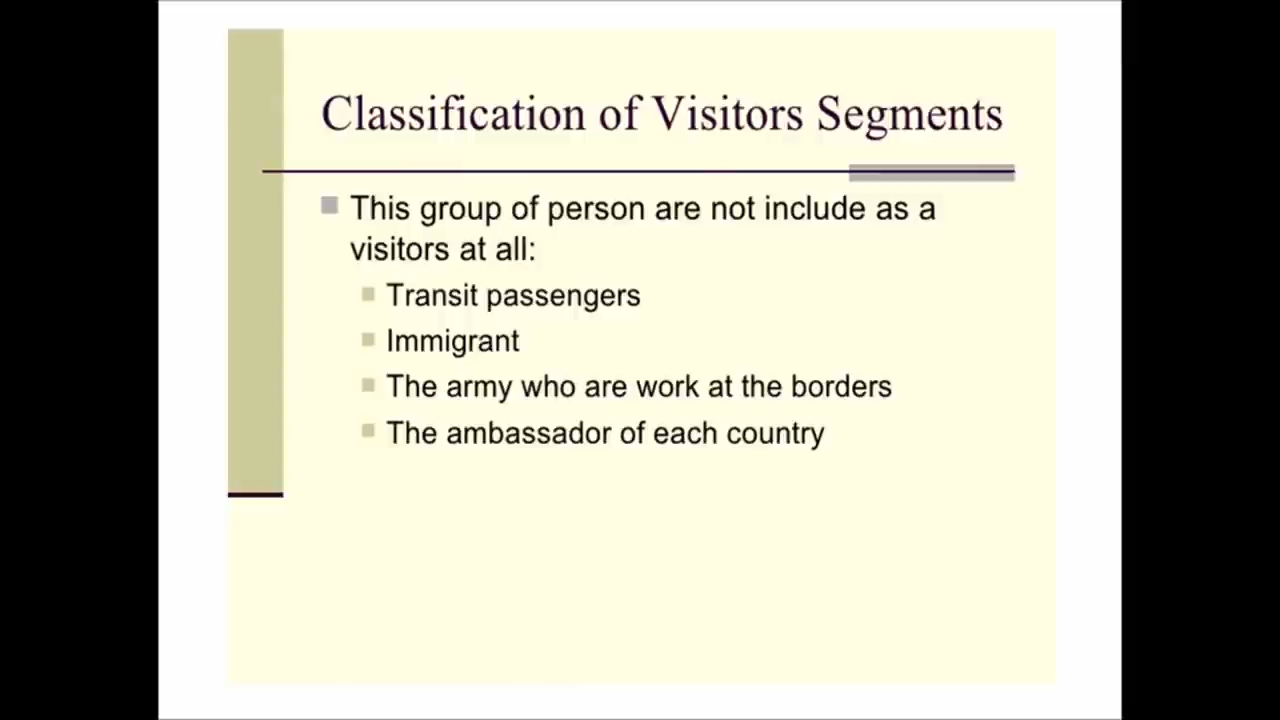 Classification of Visitors Segments
This group of person are not include as a
visitors at all:
Transit passengers
Immigrant
The army who are work at the borders
The ambassador of each country